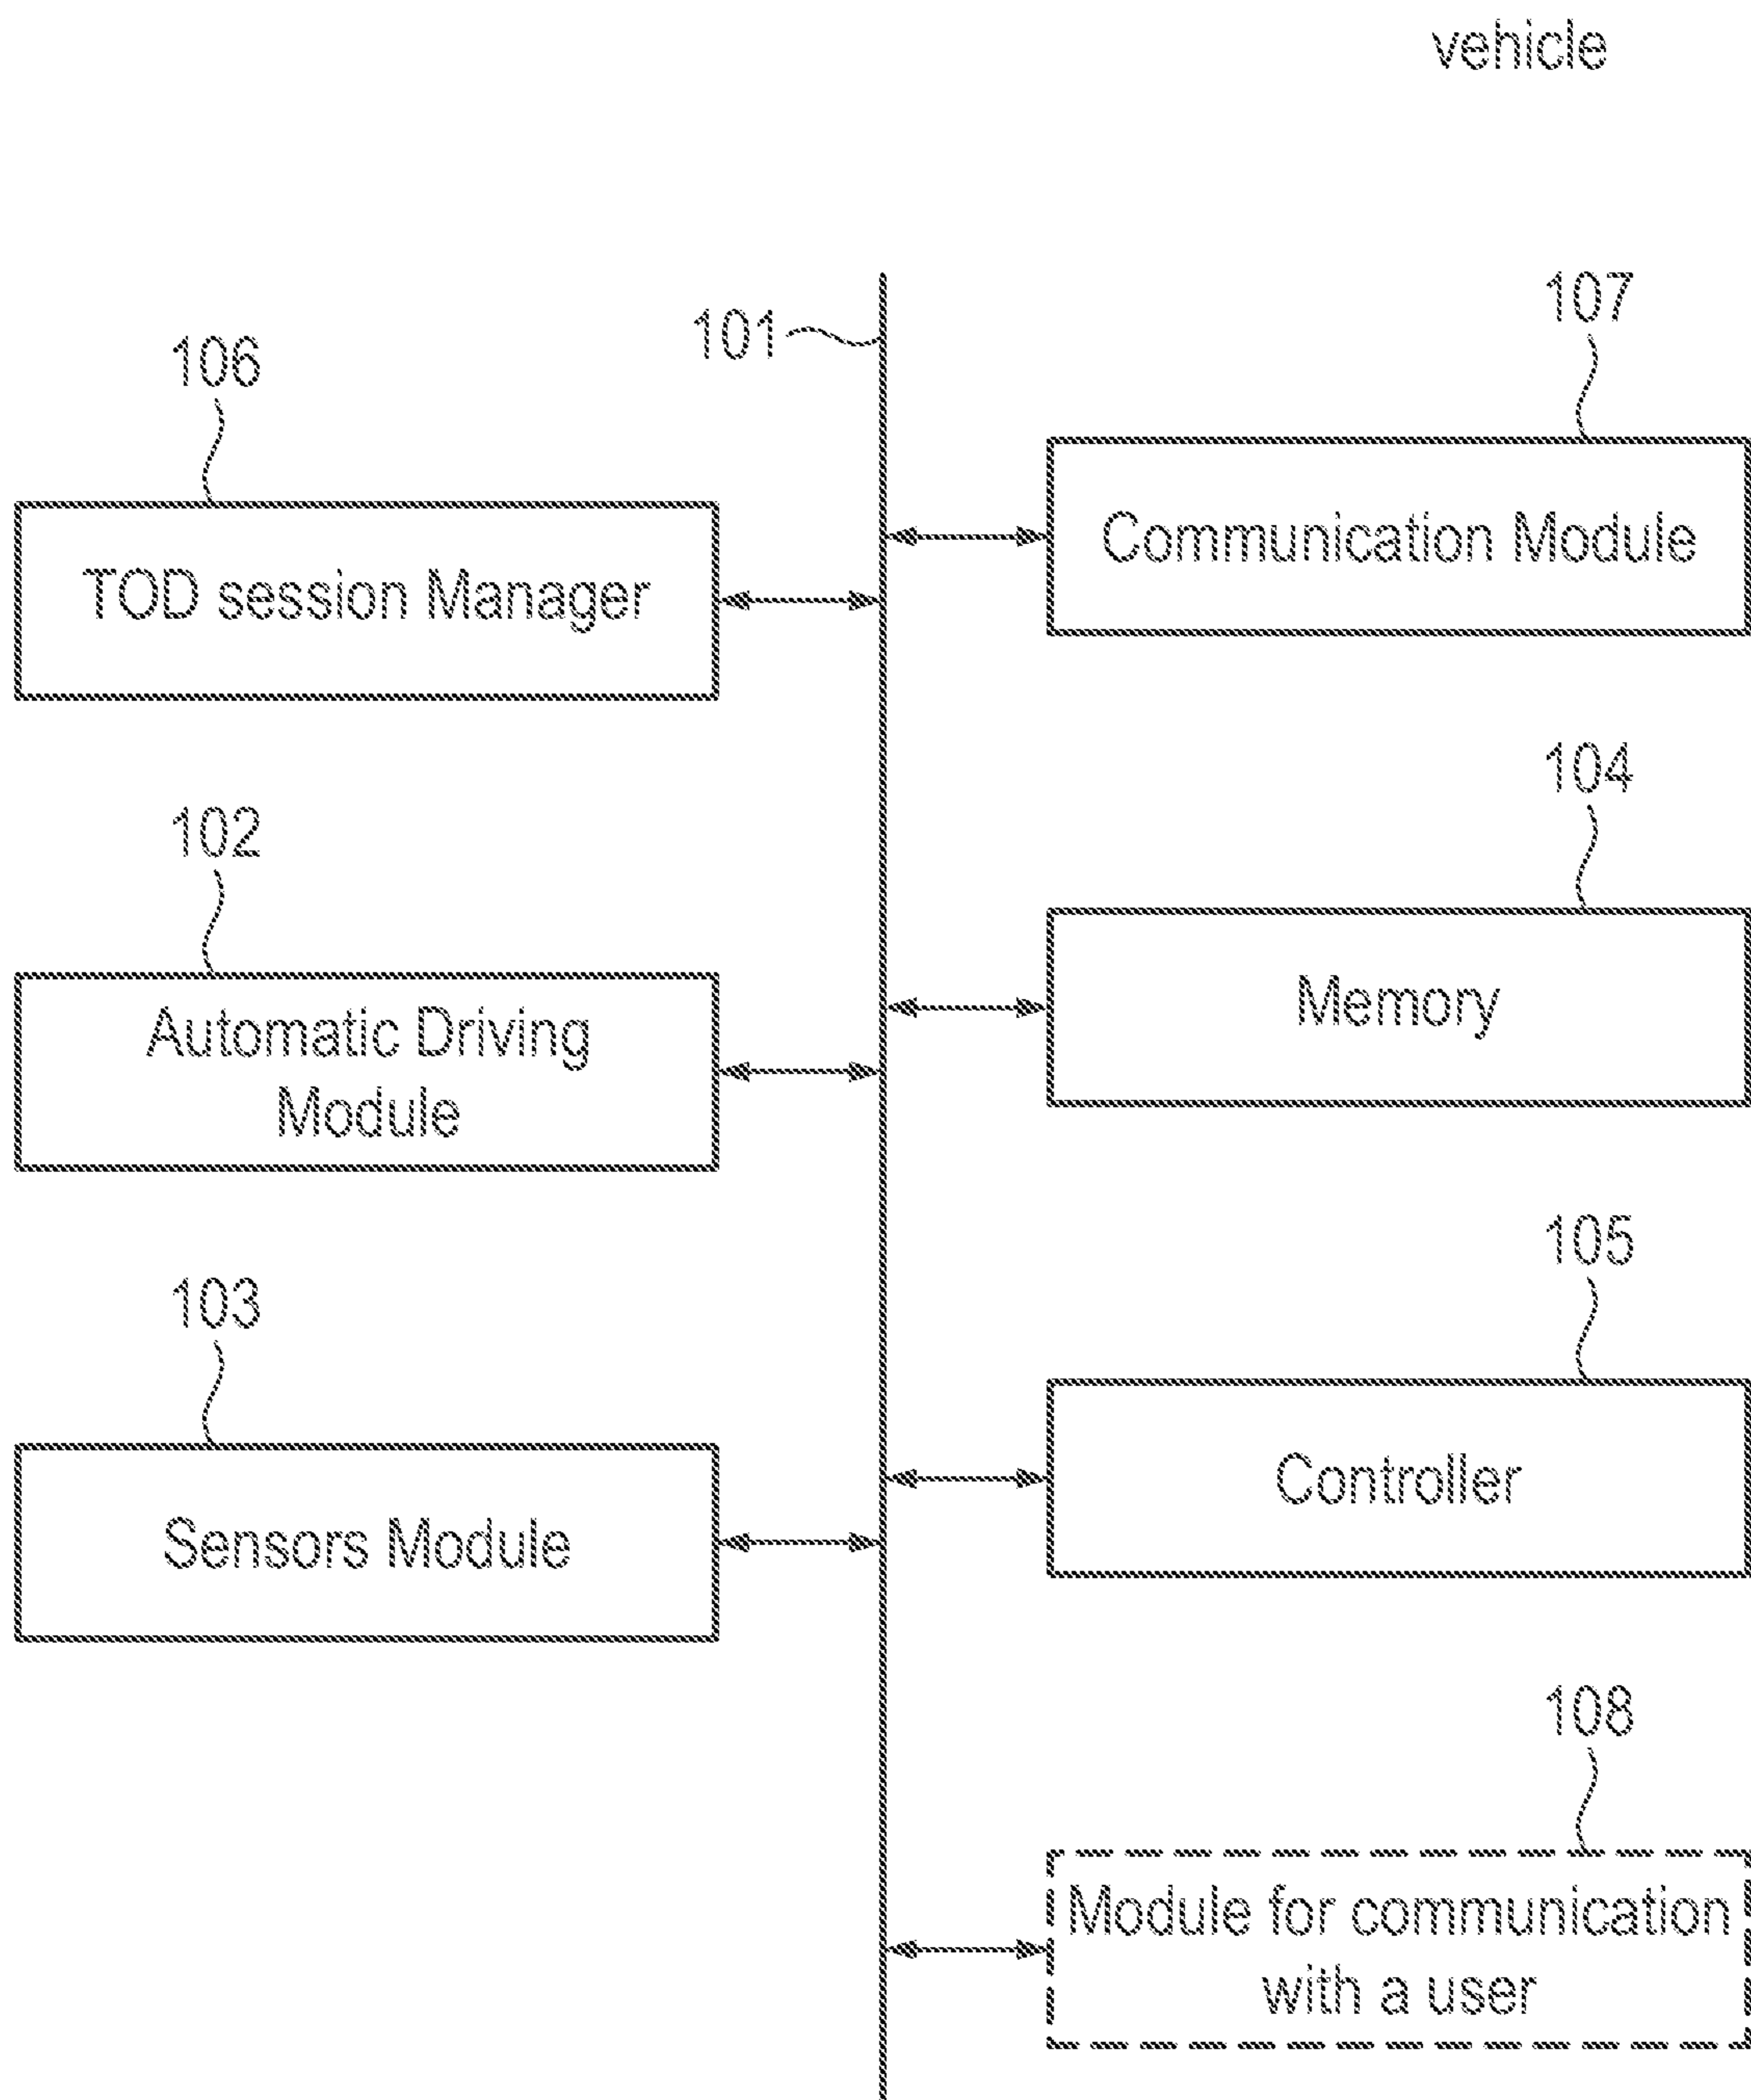 vehicle
101
107
106
Communication Module
TOD session Manager
104
102
Memory
Automatic Driving
Module
105
103
Controller
Sensors Module
108
Module for communication
with a user